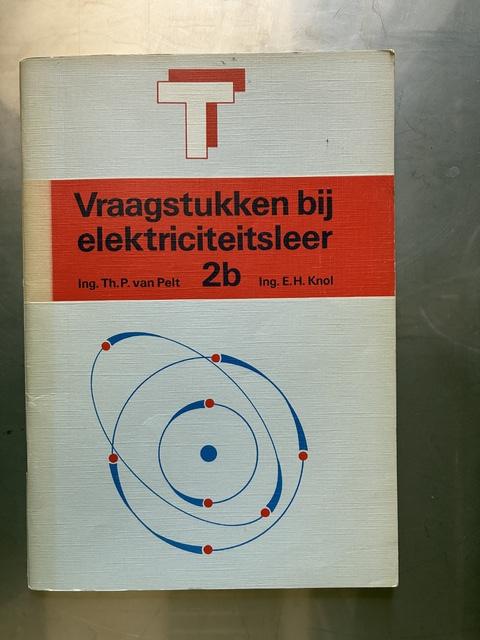 T
Vraagstukken bij
elektriciteitsleer
Ing. Th. P. van Pelt 2b Ing. E. H. Knol